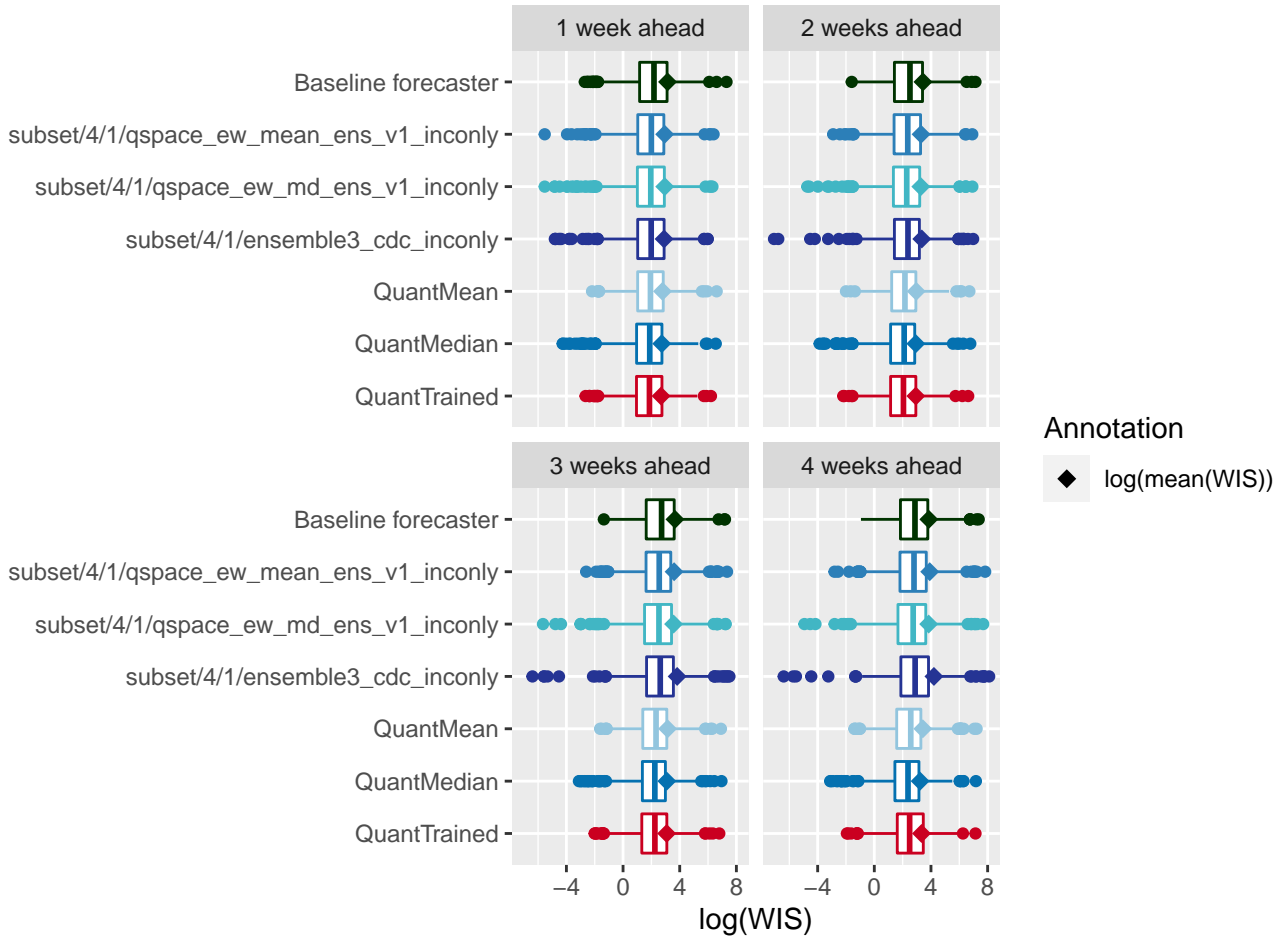 1 week ahead
2 weeks ahead
Baseline forecaster
subset/4/1/qspace_ew_mean_ens_v1_inconly
subset/4/1/qspace_ew_md_ens_v1_inconly
subset/4/1/ensemble3_cdc_inconly
QuantMean
QuantMedian
QuantTrained
Annotation
log(mean(WIS))
3 weeks ahead
4 weeks ahead
Baseline forecaster
subset/4/1/qspace_ew_mean_ens_v1_inconly
subset/4/1/qspace_ew_md_ens_v1_inconly
subset/4/1/ensemble3_cdc_inconly
QuantMean
QuantMedian
QuantTrained
−4 0 4 8 −4 0 4 8
log(WIS)